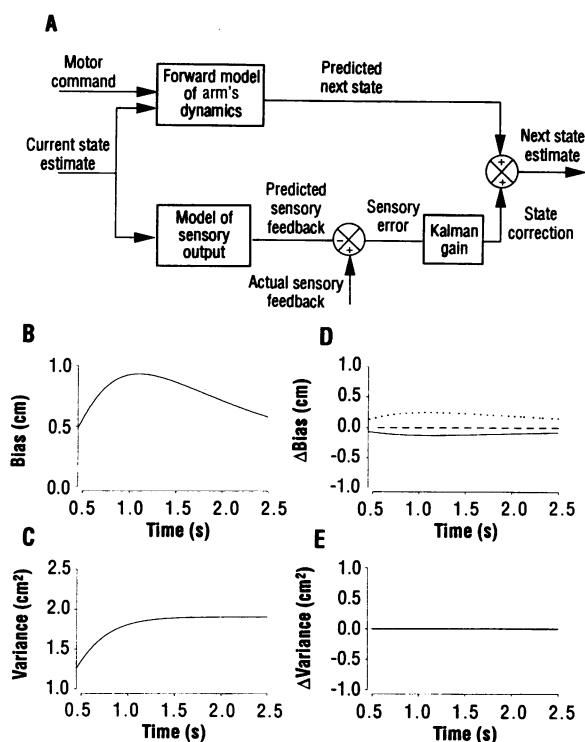 A
Motor
command
Forward model
of arm's
dynamics
Predicted
next state
Current state
estimate
Next state
estimate
Model of
sensory
output
Predicted
sensory
feedback
Sensory
error
Kalman
gain
State
correction
Actual sensory
feedback
+
+
-
+
B
Bias (cm)
1.0
0.5
0.0
0.5 1.0 1.5 2.0 2.5
Time (s)
D
ΔBias (cm)
1.0
0.5
0.0
-0.5
-1.0
0.5 1.0 1.5 2.0 2.5
Time (s)
C
Variance (cm²)
2.5
2.0
1.5
1.0
0.5 1.0 1.5 2.0 2.5
Time (s)
E
ΔVariance (cm²)
1.0
0.5
0.0
-0.5
-1.0
0.5 1.0 1.5 2.0 2.5
Time (s)